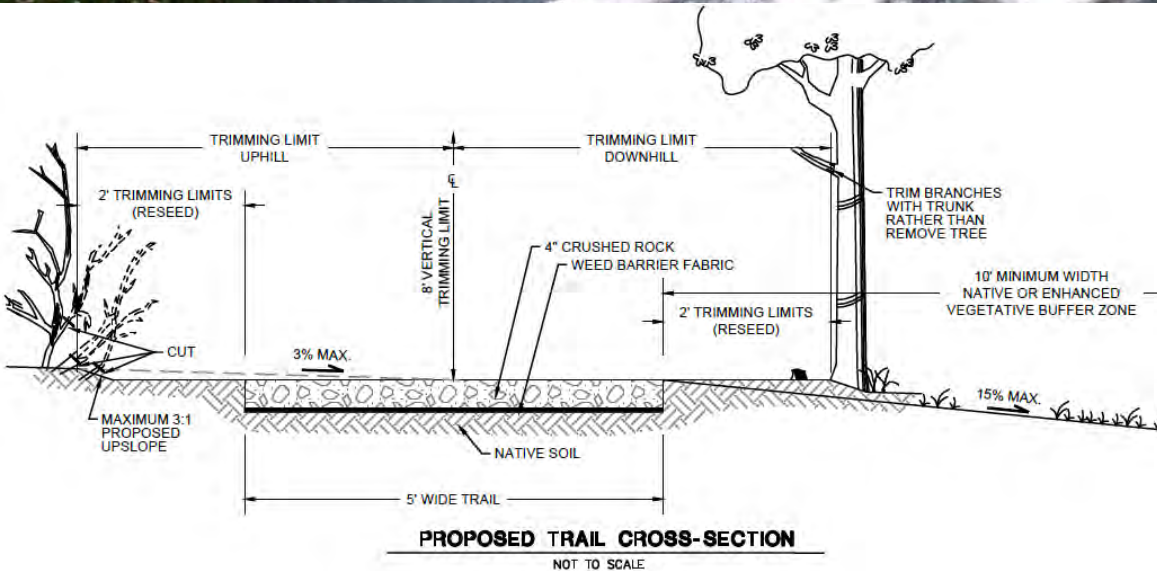 TRIMMING LIMIT
UPHILL
TRIMMING LIMIT
DOWNHILL
℄
2' TRIMMING LIMITS
(RESEED)
8' VERTICAL
TRIMMING LIMIT
TRIM BRANCHES
WITH TRUNK
RATHER THAN
REMOVE TREE
4" CRUSHED ROCK
WEED BARRIER FABRIC
10' MINIMUM WIDTH
NATIVE OR ENHANCED
VEGETATIVE BUFFER ZONE
2' TRIMMING LIMITS
(RESEED)
CUT
3% MAX.
15% MAX.
MAXIMUM 3:1
PROPOSED
UPSLOPE
NATIVE SOIL
5' WIDE TRAIL
PROPOSED TRAIL CROSS-SECTION
NOT TO SCALE